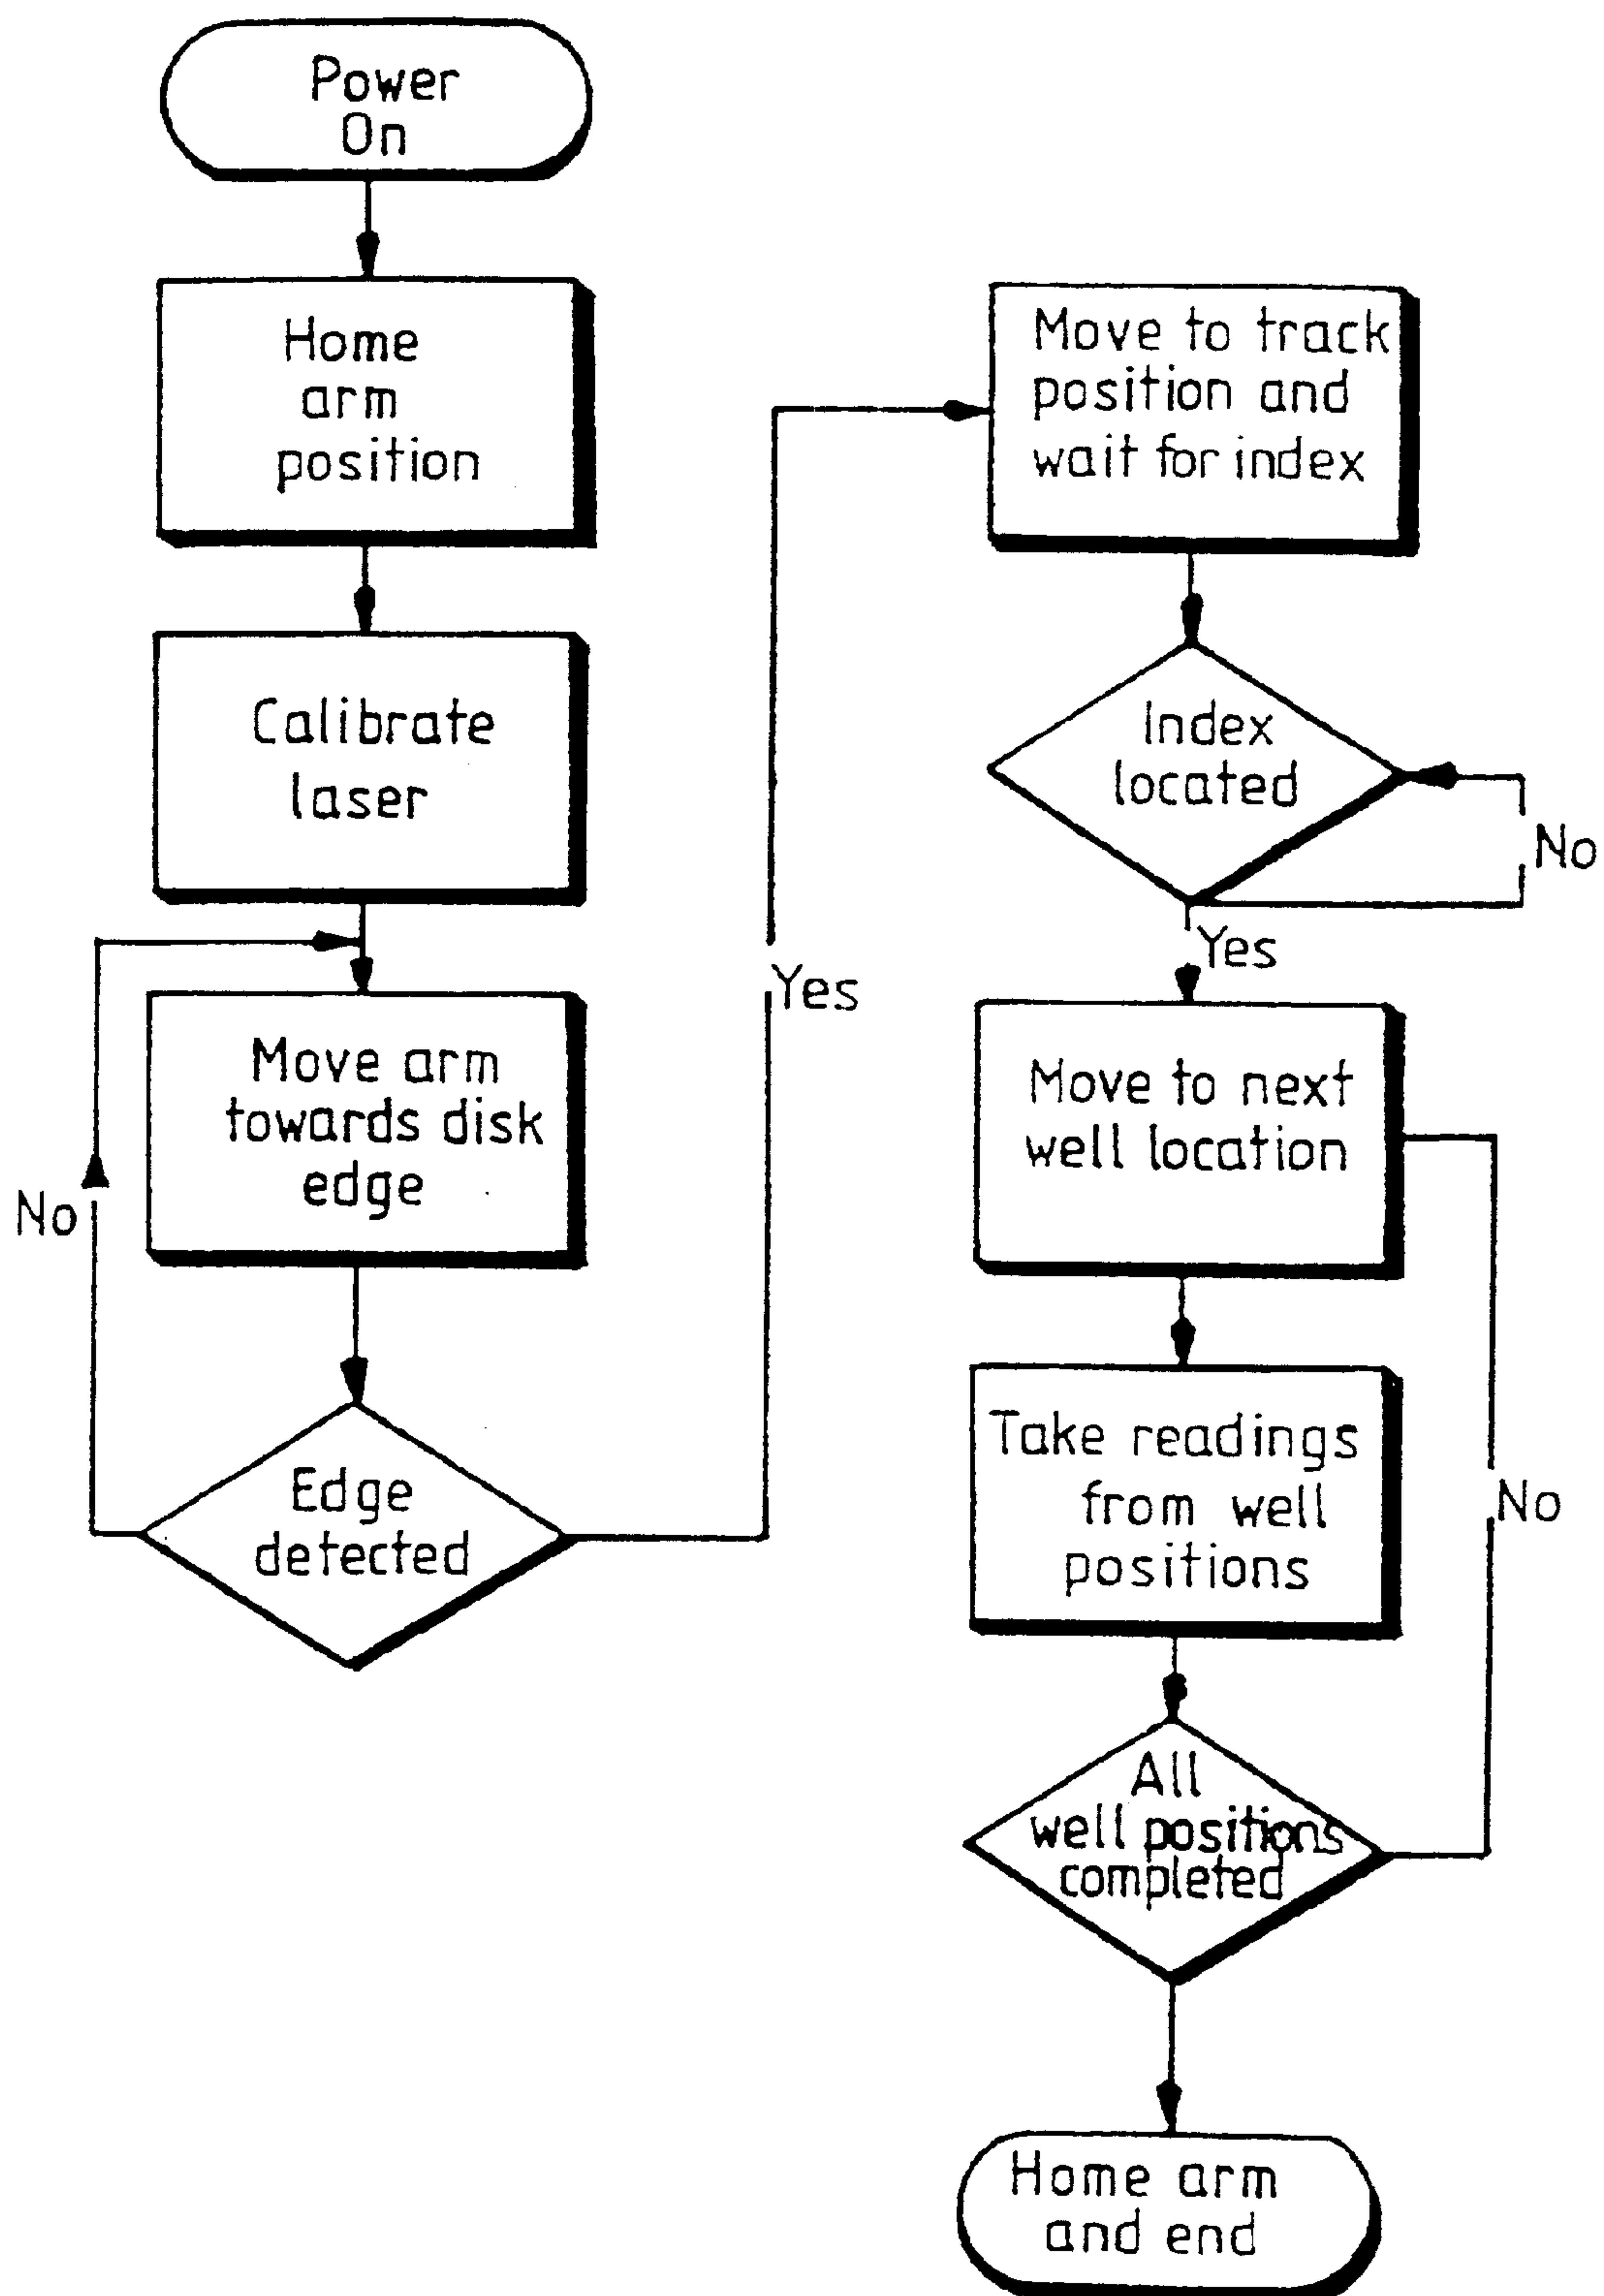 Power
On
Home
arm
position
Calibrate
laser
Move arm
towards disk
edge
No
Edge
detected
Yes
Move to track
position and
wait for index
Index
located
No
Yes
Move to next
well location
Take readings
from well
positions
No
All
well positions
completed
Home arm
and end